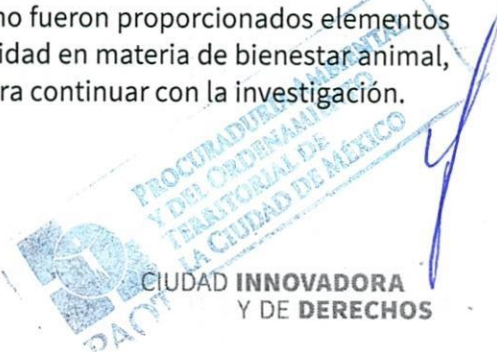 no fueron proporcionados elementos
idad en materia de bienestar animal,
ra continuar con la investigación.
PROCURADURÍA AMBIENTAL
Y DEL ORDENAMIENTO
TERRITORIAL DE
LA CIUDAD DE MÉXICO
PAOT
CIUDAD INNOVADORA
Y DE DERECHOS